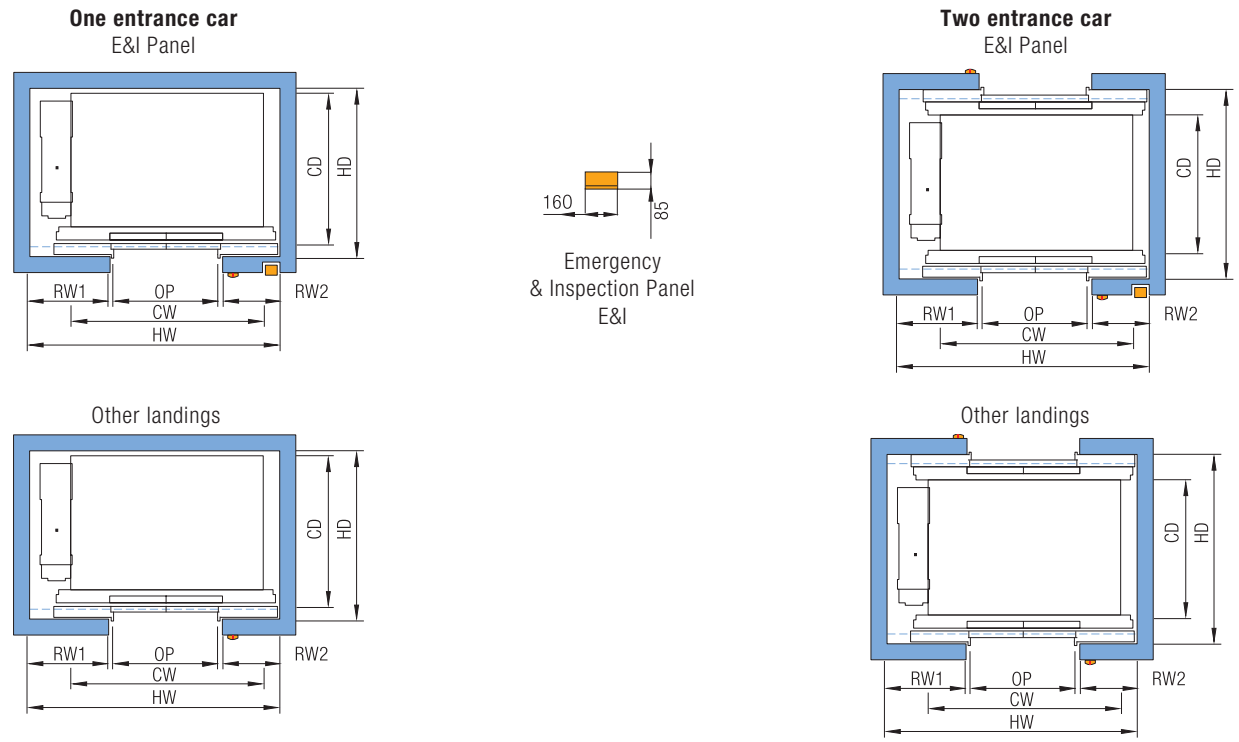 One entrance car
E&I Panel
CD
HD
RW1
OP
RW2
CW
HW
160
85
Emergency
& Inspection Panel
E&I
Two entrance car
E&I Panel
CD
HD
RW1
OP
RW2
CW
HW
Other landings
CD
HD
RW1
OP
RW2
CW
HW
Other landings
CD
HD
RW1
OP
RW2
CW
HW